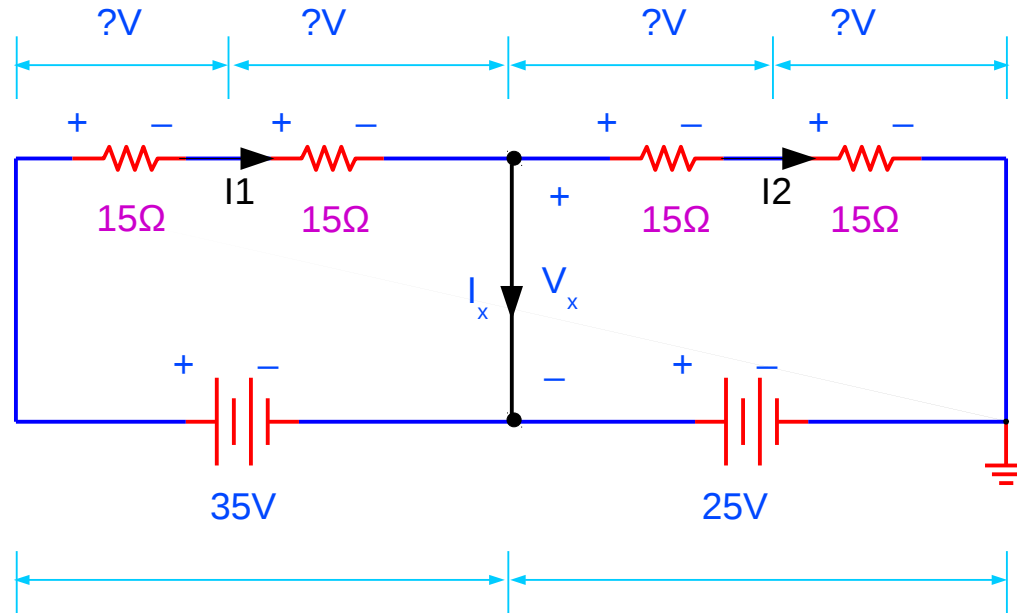 ?V ?V ?V ?V
+ – + – + – + –
I1 I2
15Ω 15Ω 15Ω 15Ω
+
Ix Vx
+ – – + –
35V 25V